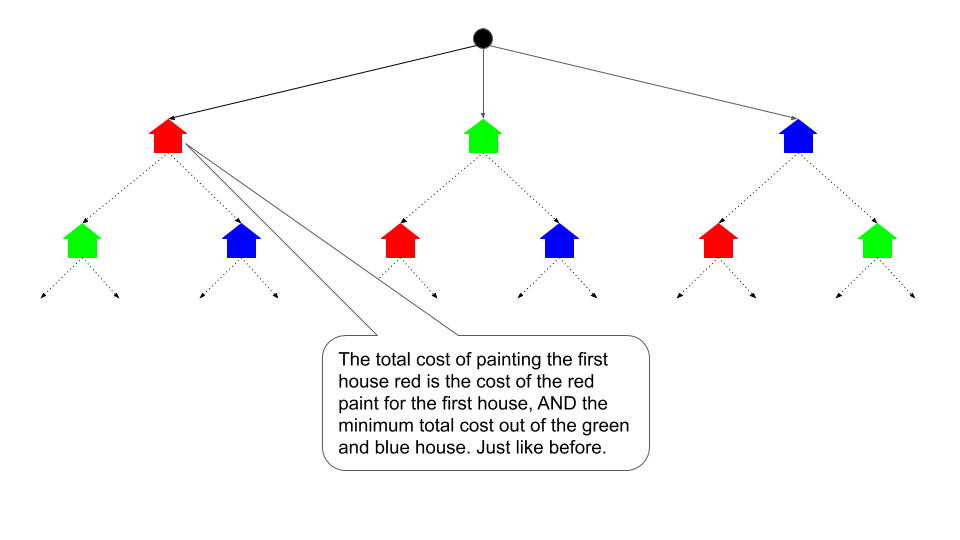 The total cost of painting the first
house red is the cost of the red
paint for the first house, AND the
minimum total cost out of the green
and blue house. Just like before.